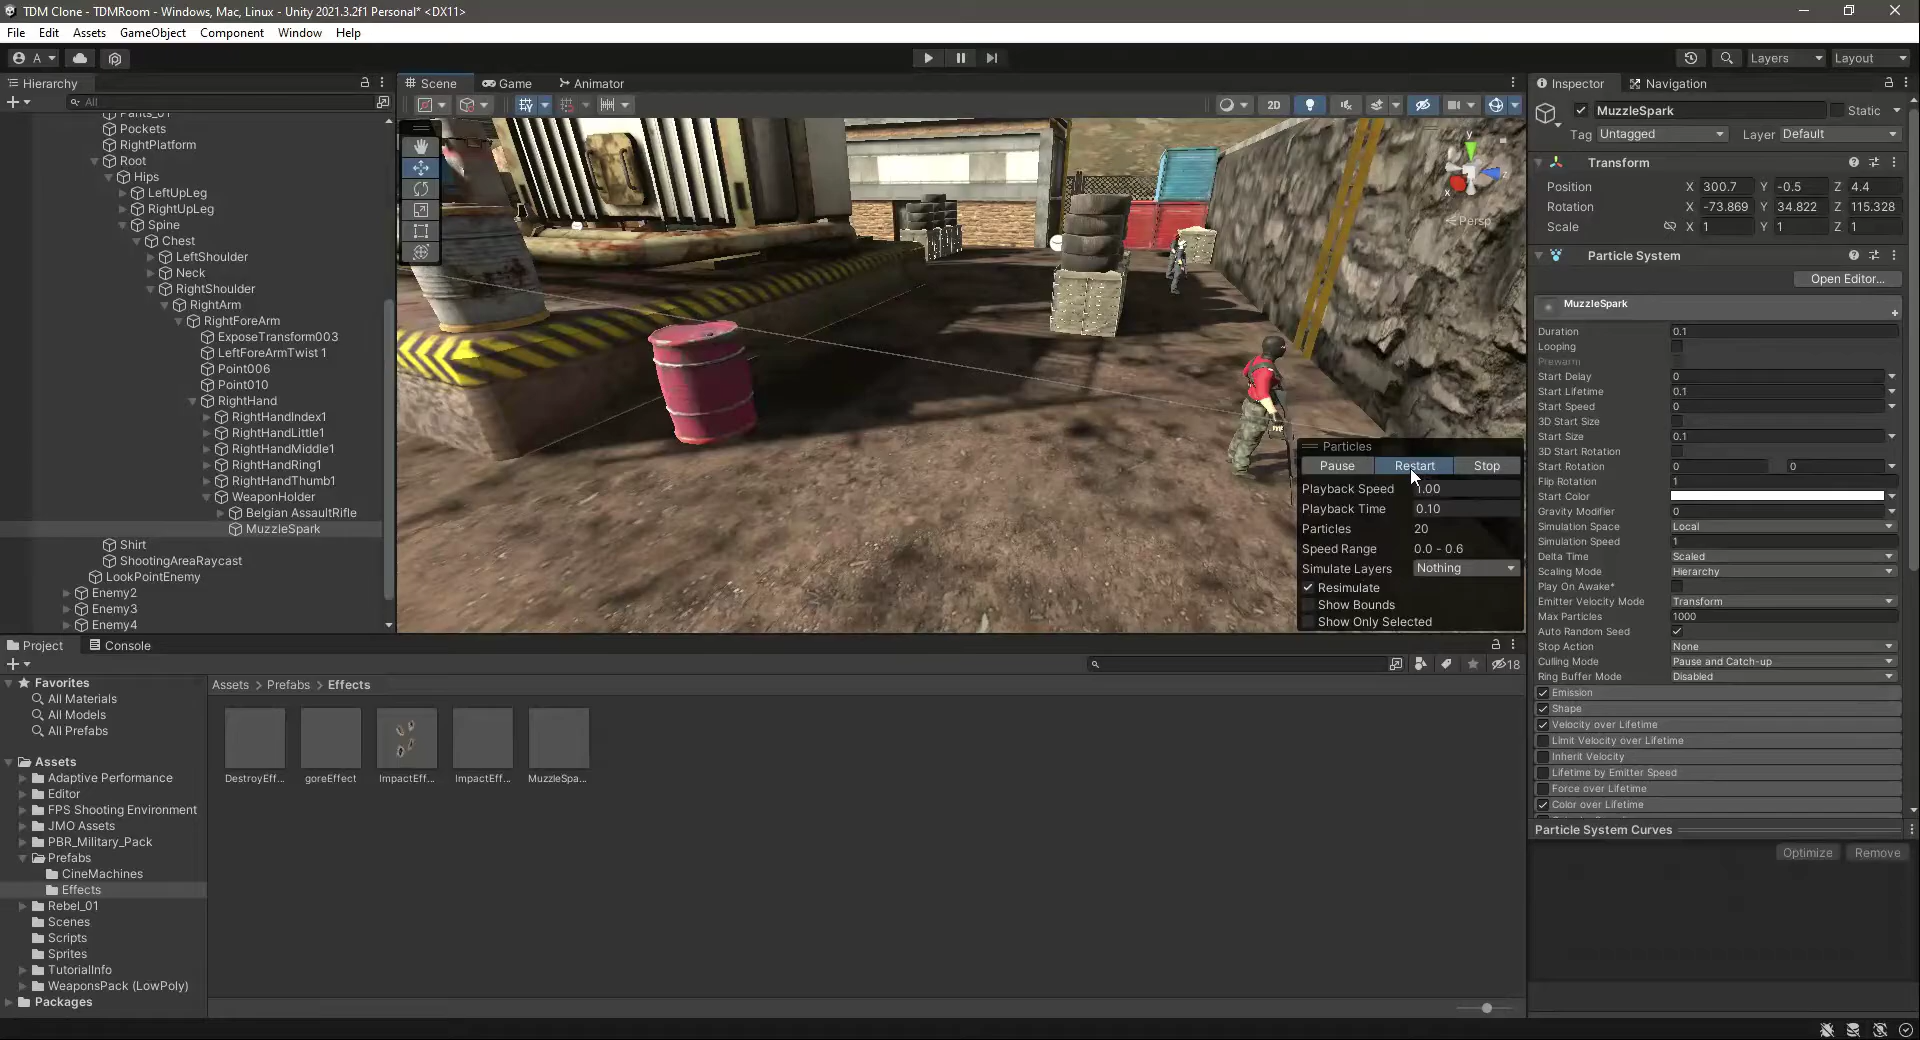 TDM Clone - TDMRoom - Windows, Mac, Linux - Unity 2021.3.2f1 Personal* <DX11>
File Edit Assets GameObject Component Window Help
A Layers Layout
Hierarchy
All
Pants_01
Pockets
RightPlatform
Root
Hips
LeftUpLeg
RightUpLeg
Spine
Chest
LeftShoulder
Neck
RightShoulder
RightArm
RightForeArm
ExposeTransform003
LeftForeArmTwist 1
Point006
Point010
RightHand
RightHandIndex1
RightHandLittle1
RightHandMiddle1
RightHandRing1
RightHandThumb1
WeaponHolder
Belgian AssaultRifle
MuzzleSpark
Shirt
ShootingAreaRaycast
LookPointEnemy
Enemy2
Enemy3
Enemy4
Scene Game Animator
2D
y
x
z
Persp
Particles
Pause Restart Stop
Playback Speed 1.00
Playback Time 0.10
Particles 20
Speed Range 0.0 - 0.6
Simulate Layers Nothing
Resimulate
Show Bounds
Show Only Selected
Inspector Navigation
MuzzleSpark Static
Tag Untagged Layer Default
Transform
Position X 300.7 Y -0.5 Z 4.4
Rotation X -73.869 Y 34.822 Z 115.328
Scale X 1 Y 1 Z 1
Particle System
Open Editor...
MuzzleSpark
Duration 0.1
Looping
Prewarm
Start Delay 0
Start Lifetime 0.1
Start Speed 0
3D Start Size
Start Size 0.1
3D Start Rotation
Start Rotation 0 0
Flip Rotation 1
Start Color
Gravity Modifier 0
Simulation Space Local
Simulation Speed 1
Delta Time Scaled
Scaling Mode Hierarchy
Play On Awake*
Emitter Velocity Mode Transform
Max Particles 1000
Auto Random Seed
Stop Action None
Culling Mode Pause and Catch-up
Ring Buffer Mode Disabled
Emission
Shape
Velocity over Lifetime
Limit Velocity over Lifetime
Inherit Velocity
Lifetime by Emitter Speed
Force over Lifetime
Color over Lifetime
Particle System Curves
Optimize Remove
Project Console
18
Favorites
All Materials
All Models
All Prefabs
Assets
Adaptive Performance
Editor
FPS Shooting Environment
JMO Assets
PBR_Military_Pack
Prefabs
CineMachines
Effects
Rebel_01
Scenes
Scripts
Sprites
TutorialInfo
WeaponsPack (LowPoly)
Packages
Assets > Prefabs > Effects
DestroyEff... goreEffect ImpactEff... ImpactEff... MuzzleSpa...